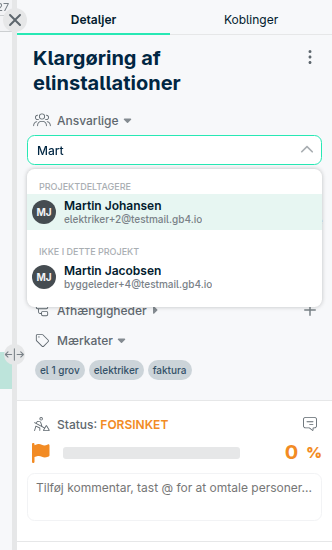 27
Detaljer
Koblinger
Klargøring af
elinstallationer
Ansvarlige
Mart
PROJEKTDELTAGERE
MJ
Martin Johansen
elektriker+2@testmail.gb4.io
IKKE I DETTE PROJEKT
MJ
Martin Jacobsen
byggeleder+4@testmail.gb4.io
Afhængigheder
Mærkater
el 1 grov
elektriker
faktura
Status: FORSINKET
0 %
Tilføj kommentar, tast @ for at omtale personer...